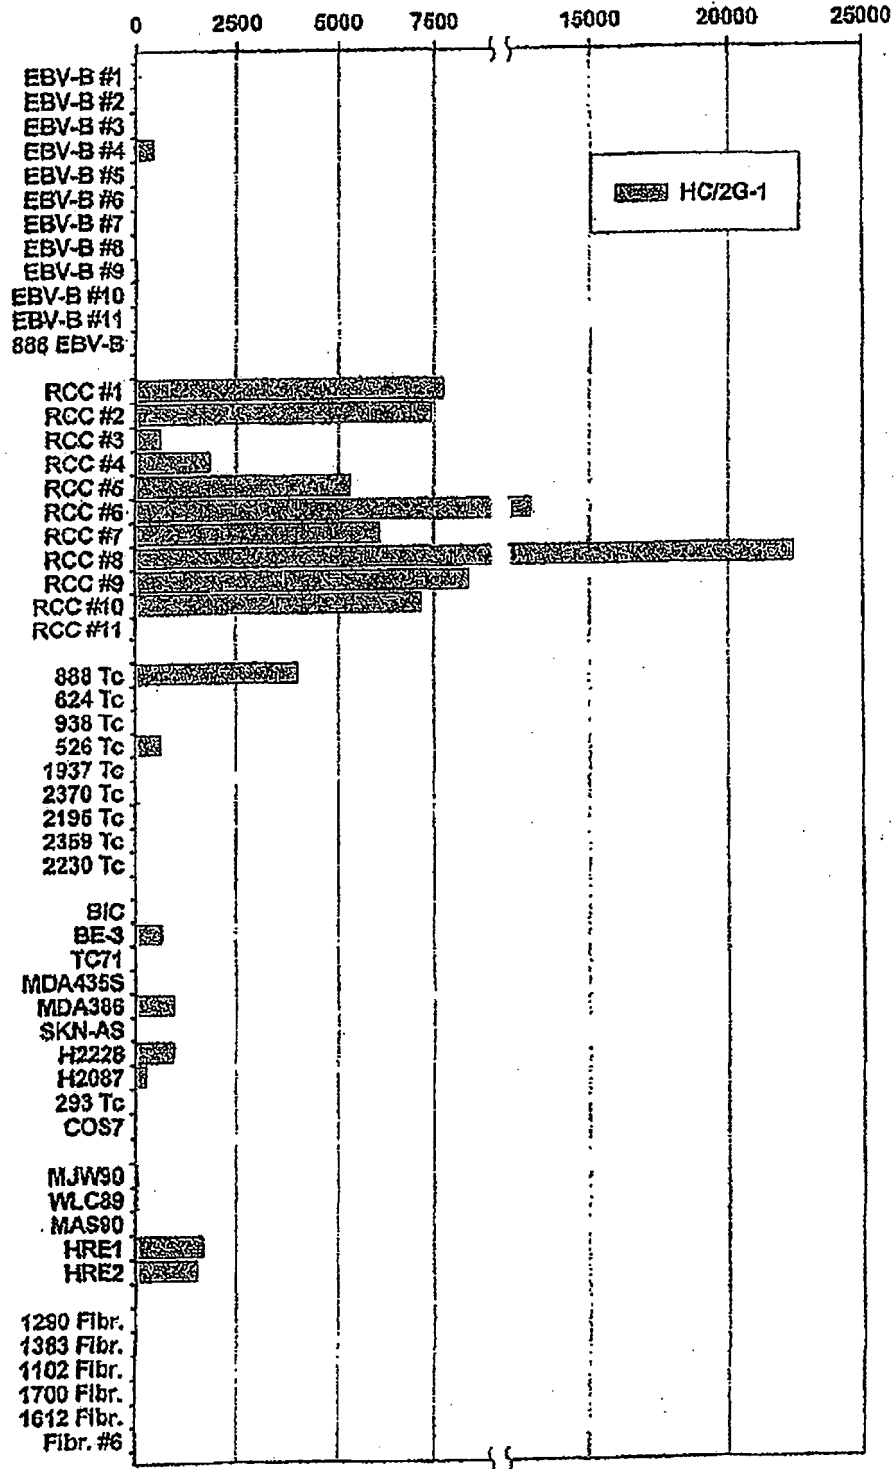 0 2500 5000 7500 15000 20000 25000
EBV-B #1
EBV-B #2
EBV-B #3
EBV-B #4
EBV-B #5
EBV-B #6
EBV-B #7
EBV-B #8
EBV-B #9
EBV-B #10
EBV-B #11
888 EBV-B
HC/2G-1
RCC #1
RCC #2
RCC #3
RCC #4
RCC #5
RCC #6
RCC #7
RCC #8
RCC #9
RCC #10
RCC #11
888 Tc
624 Tc
938 Tc
526 Tc
1937 Tc
2370 Tc
2195 Tc
2359 Tc
2230 Tc
BIC
BE-3
TC71
MDA435S
MDA386
SKN-AS
H2228
H2087
293 Tc
COS7
MJW90
WLC89
MAS90
HRE1
HRE2
1290 Fibr.
1383 Fibr.
1102 Fibr.
1700 Fibr.
1612 Fibr.
Fibr. #6